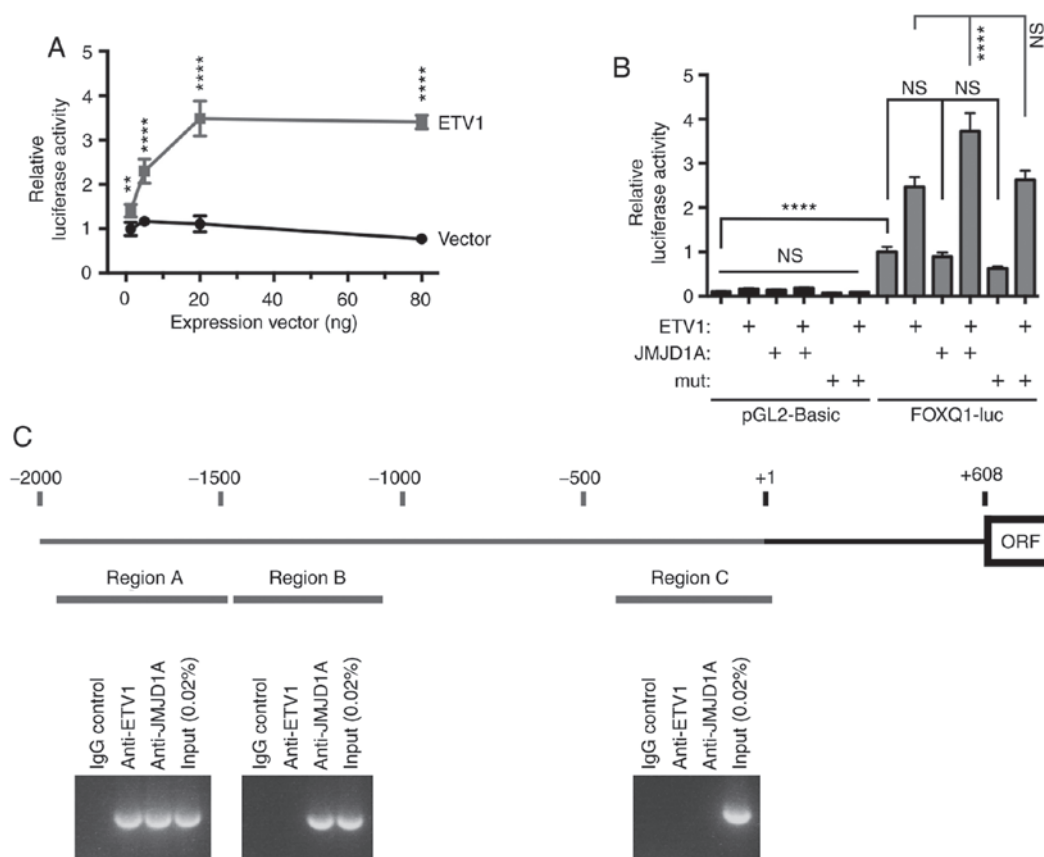 A
Relative
luciferase activity
5
4
3
2
1
0
**
****
****
****
ETV1
Vector
0
20
40
60
80
Expression vector (ng)
B
Relative
luciferase activity
5
4
3
2
1
0
NS
****
NS
NS
****
NS
ETV1: + + + + + +
JMJD1A: + + + +
mut: + + + +
pGL2-Basic FOXQ1-luc
C
−2000 −1500 −1000 −500 +1 +608
ORF
Region A Region B Region C
IgG control
Anti-ETV1
Anti-JMJD1A
Input (0.02%)
IgG control
Anti-ETV1
Anti-JMJD1A
Input (0.02%)
IgG control
Anti-ETV1
Anti-JMJD1A
Input (0.02%)